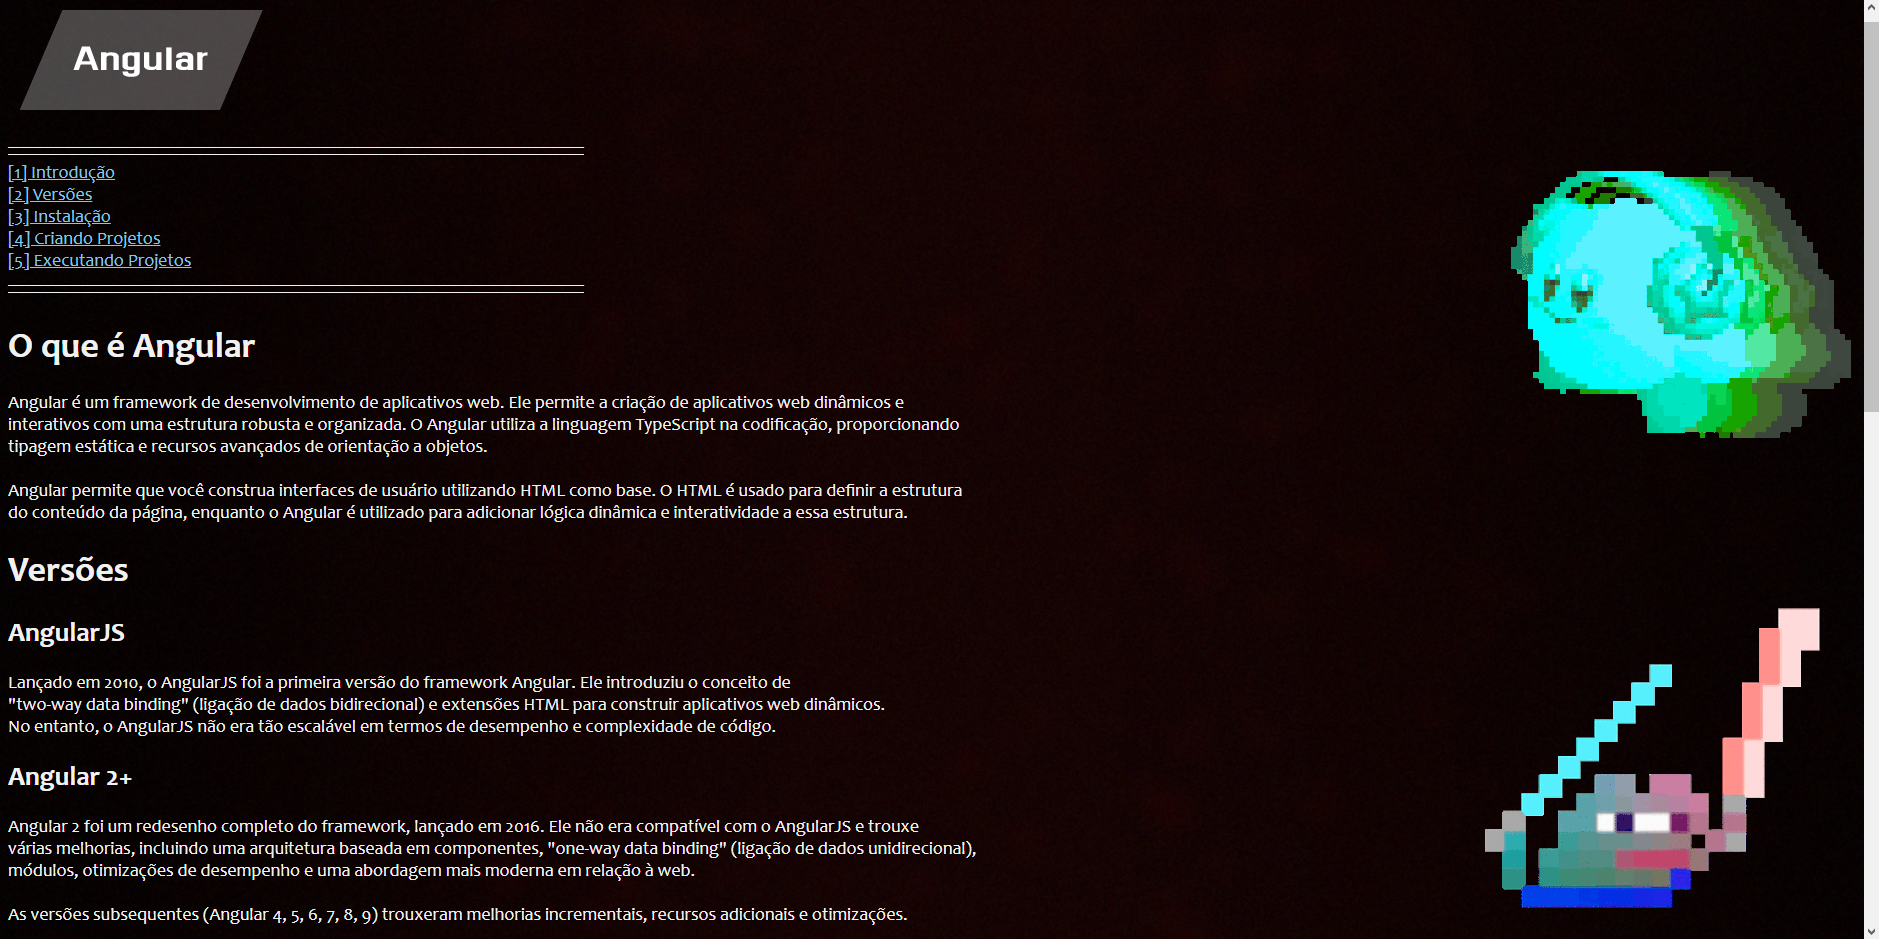 Angular
[1] Introdução
[2] Versões
[3] Instalação
[4] Criando Projetos
[5] Executando Projetos
O que é Angular
Angular é um framework de desenvolvimento de aplicativos web. Ele permite a criação de aplicativos web dinâmicos e
interativos com uma estrutura robusta e organizada. O Angular utiliza a linguagem TypeScript na codificação, proporcionando
tipagem estática e recursos avançados de orientação a objetos.
Angular permite que você construa interfaces de usuário utilizando HTML como base. O HTML é usado para definir a estrutura
do conteúdo da página, enquanto o Angular é utilizado para adicionar lógica dinâmica e interatividade a essa estrutura.
Versões
AngularJS
Lançado em 2010, o AngularJS foi a primeira versão do framework Angular. Ele introduziu o conceito de
"two-way data binding" (ligação de dados bidirecional) e extensões HTML para construir aplicativos web dinâmicos.
No entanto, o AngularJS não era tão escalável em termos de desempenho e complexidade de código.
Angular 2+
Angular 2 foi um redesenho completo do framework, lançado em 2016. Ele não era compatível com o AngularJS e trouxe
várias melhorias, incluindo uma arquitetura baseada em componentes, "one-way data binding" (ligação de dados unidirecional),
módulos, otimizações de desempenho e uma abordagem mais moderna em relação à web.
As versões subsequentes (Angular 4, 5, 6, 7, 8, 9) trouxeram melhorias incrementais, recursos adicionais e otimizações.